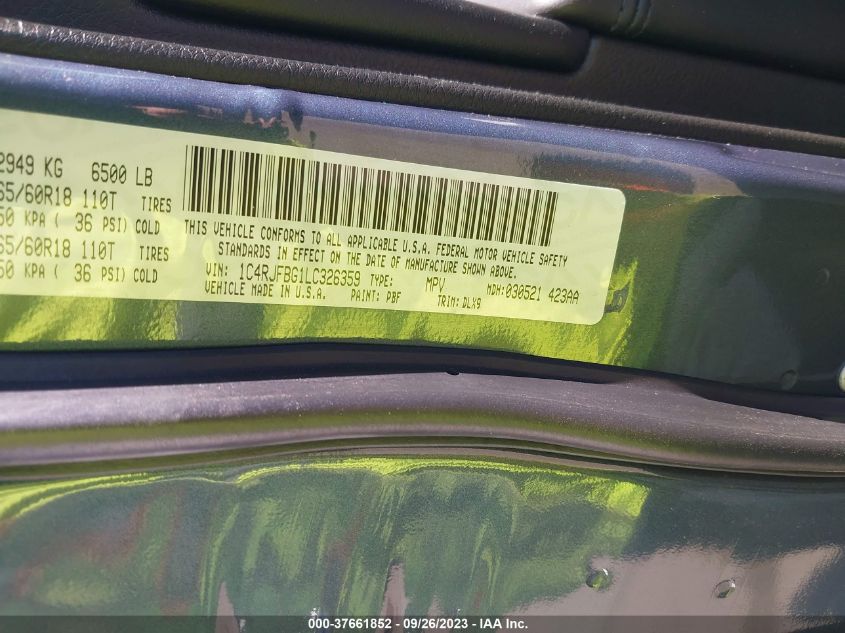 2949 KG 6500 LB
65/60R18 110T TIRES
50 KPA ( 36 PSI) COLD
65/60R18 110T TIRES
50 KPA ( 36 PSI) COLD
THIS VEHICLE CONFORMS TO ALL APPLICABLE U.S.A. FEDERAL MOTOR VEHICLE SAFETY
STANDARDS IN EFFECT ON THE DATE OF MANUFACTURE SHOWN ABOVE.
VIN: 1C4RJFBG1LC326359 TYPE: MPV MDH:030521 423AA
VEHICLE MADE IN U.S.A. PAINT: PBF TRIM: DLX9
000-37661852 - 09/26/2023 - IAA Inc.